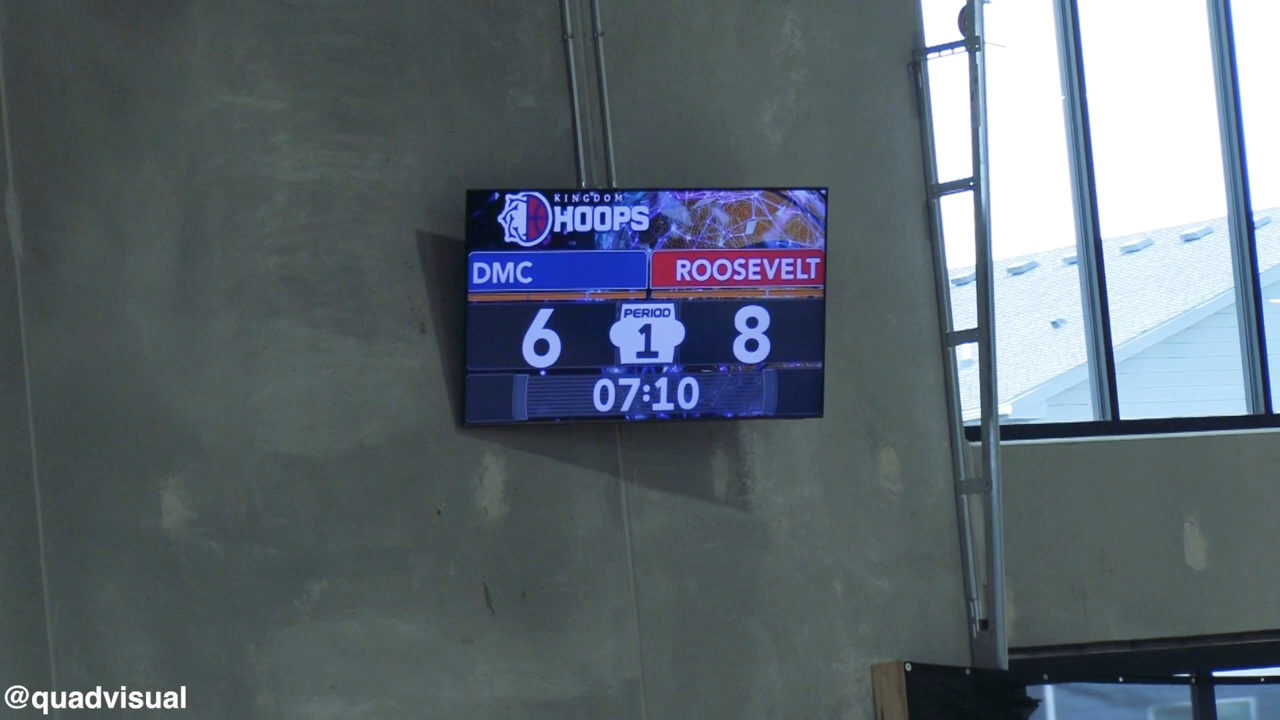 KINGDOM
HOOPS
DMC ROOSEVELT
PERIOD
6 1 8
07:10
@quadvisual